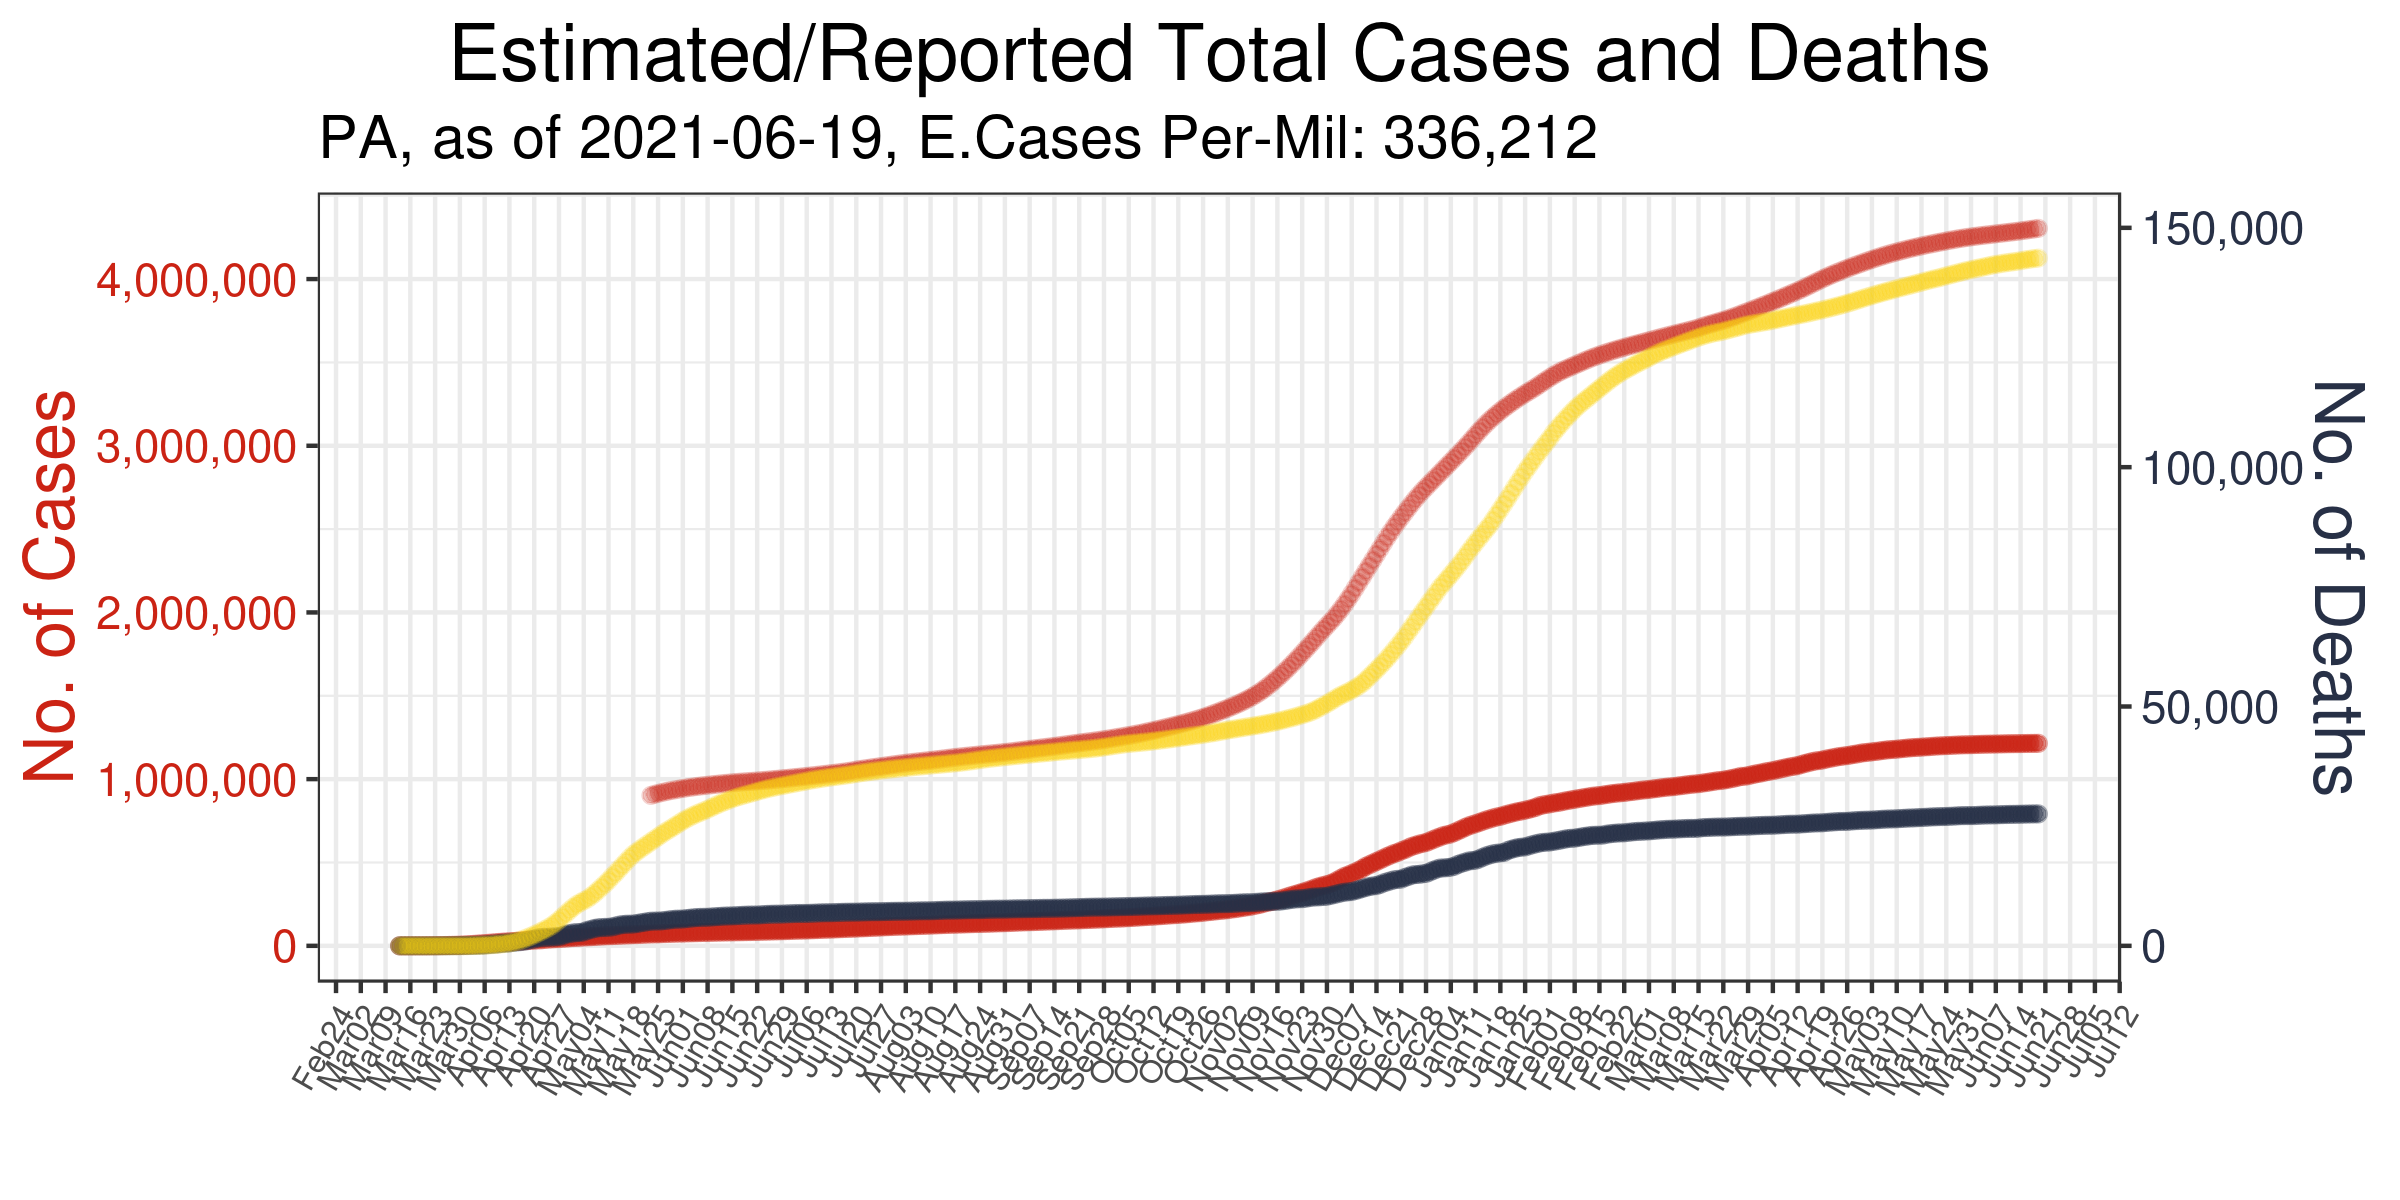 Estimated/Reported Total Cases and Deaths
PA, as of 2021-06-19, E.Cases Per-Mil: 336,212
No. of Cases
4,000,000
3,000,000
2,000,000
1,000,000
0
150,000
100,000
50,000
0
No. of Deaths
Feb24
Mar02
Mar09
Mar16
Mar23
Mar30
Apr06
Apr13
Apr20
Apr27
May04
May11
May18
May25
Jun01
Jun08
Jun15
Jun22
Jun29
Jul06
Jul13
Jul20
Jul27
Aug03
Aug10
Aug17
Aug24
Aug31
Sep07
Sep14
Sep21
Sep28
Oct05
Oct12
Oct19
Oct26
Nov02
Nov09
Nov16
Nov23
Nov30
Dec07
Dec14
Dec21
Dec28
Jan04
Jan11
Jan18
Jan25
Feb01
Feb08
Feb15
Feb22
Mar01
Mar08
Mar15
Mar22
Mar29
Apr05
Apr12
Apr19
Apr26
May03
May10
May17
May24
May31
Jun07
Jun14
Jun21
Jun28
Jul05
Jul12